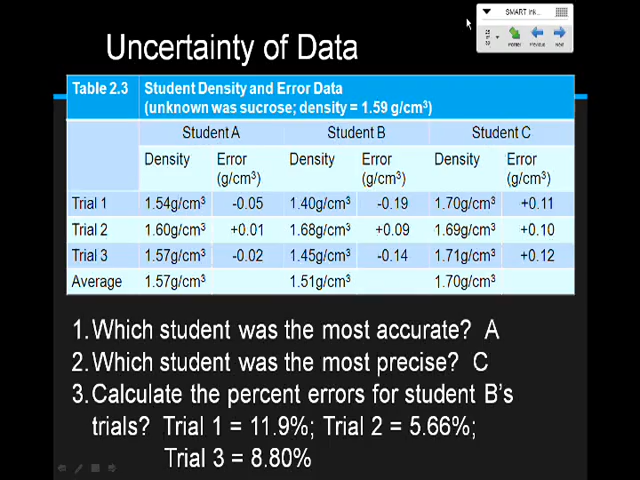 SMART Ink...
Uncertainty of Data
Pointer Previous Next
Table 2.3 Student Density and Error Data
(unknown was sucrose; density = 1.59 g/cm³)
Student A Student B Student C
Density Error Density Error Density Error
(g/cm³) (g/cm³) (g/cm³)
Trial 1 1.54g/cm³ -0.05 1.40g/cm³ -0.19 1.70g/cm³ +0.11
Trial 2 1.60g/cm³ +0.01 1.68g/cm³ +0.09 1.69g/cm³ +0.10
Trial 3 1.57g/cm³ -0.02 1.45g/cm³ -0.14 1.71g/cm³ +0.12
Average 1.57g/cm³ 1.51g/cm³ 1.70g/cm³
1. Which student was the most accurate? A
2. Which student was the most precise? C
3. Calculate the percent errors for student B's
trials? Trial 1 = 11.9%; Trial 2 = 5.66%;
Trial 3 = 8.80%